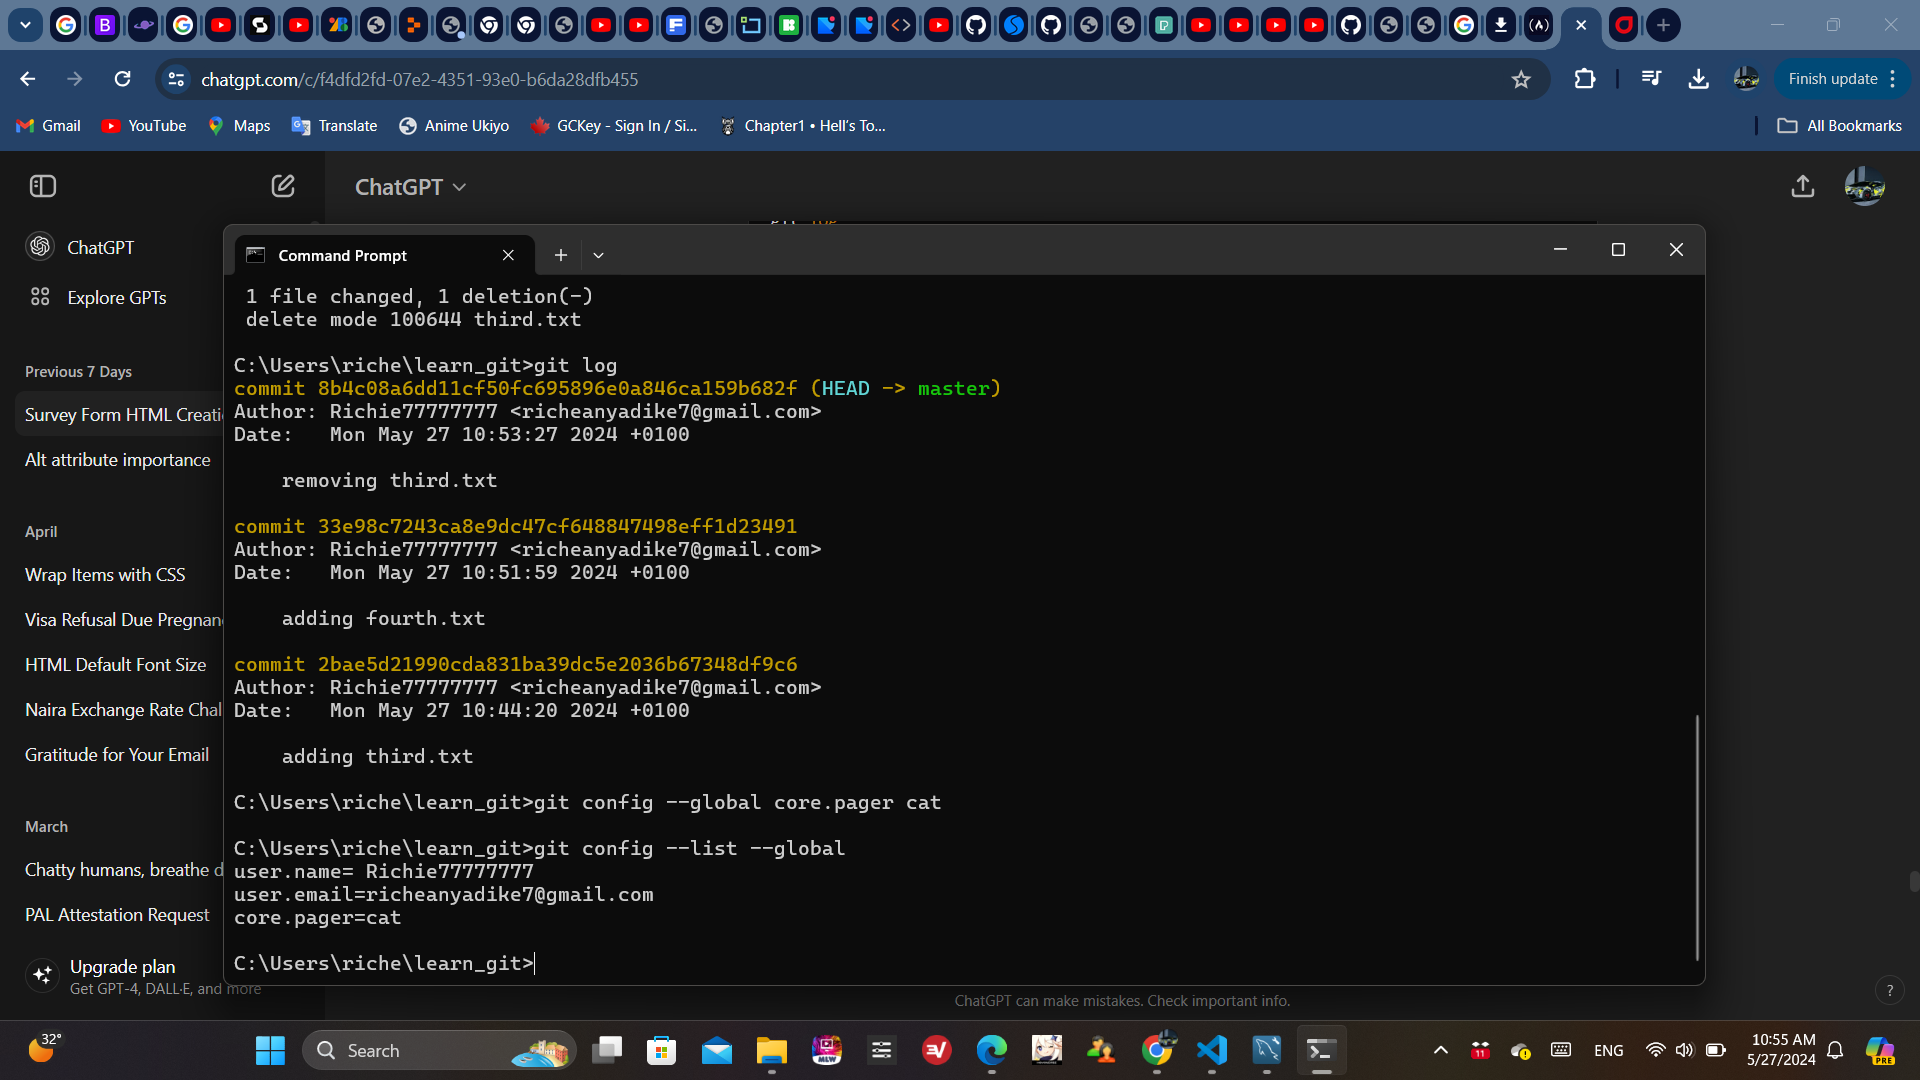 chatgpt.com/c/f4dfd2fd-07e2-4351-93e0-b6da28dfb455
Finish update
Gmail
YouTube
Maps
Translate
Anime Ukiyo
GCKey - Sign In / Si...
Chapter1 • Hell's To...
All Bookmarks
ChatGPT
ChatGPT
Explore GPTs
Previous 7 Days
Survey Form HTML Creati
Alt attribute importance
April
Wrap Items with CSS
Visa Refusal Due Pregnan
HTML Default Font Size
Naira Exchange Rate Chal
Gratitude for Your Email
March
Chatty humans, breathe d
PAL Attestation Request
Upgrade plan
Get GPT-4, DALL·E, and more
Command Prompt
1 file changed, 1 deletion(-)
delete mode 100644 third.txt
C:\Users\riche\learn_git>git log
commit 8b4c08a6dd11cf50fc695896e0a846ca159b682f (HEAD -> master)
Author: Richie77777777 <richeanyadike7@gmail.com>
Date:   Mon May 27 10:53:27 2024 +0100
removing third.txt
commit 33e98c7243ca8e9dc47cf648847498eff1d23491
Author: Richie77777777 <richeanyadike7@gmail.com>
Date:   Mon May 27 10:51:59 2024 +0100
adding fourth.txt
commit 2bae5d21990cda831ba39dc5e2036b67348df9c6
Author: Richie77777777 <richeanyadike7@gmail.com>
Date:   Mon May 27 10:44:20 2024 +0100
adding third.txt
C:\Users\riche\learn_git>git config --global core.pager cat
C:\Users\riche\learn_git>git config --list --global
user.name= Richie77777777
user.email=richeanyadike7@gmail.com
core.pager=cat
C:\Users\riche\learn_git>
ChatGPT can make mistakes. Check important info.
?
32°
Search
MLW
11
ENG
10:55 AM
5/27/2024
PRE